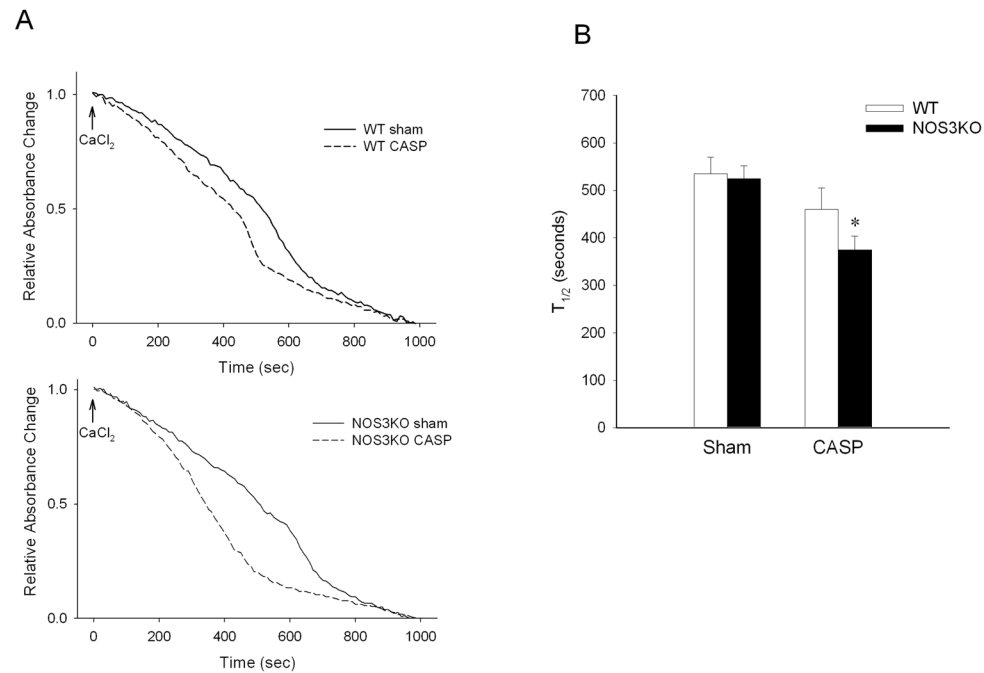 A
Relative Absorbance Change
1.0
0.5
0.0
CaCl2
WT sham
WT CASP
0 200 400 600 800 1000
Time (sec)
Relative Absorbance Change
1.0
0.5
0.0
CaCl2
NOS3KO sham
NOS3KO CASP
0 200 400 600 800 1000
Time (sec)
B
T1/2 (seconds)
700
600
500
400
300
200
100
0
WT
NOS3KO
*
Sham CASP